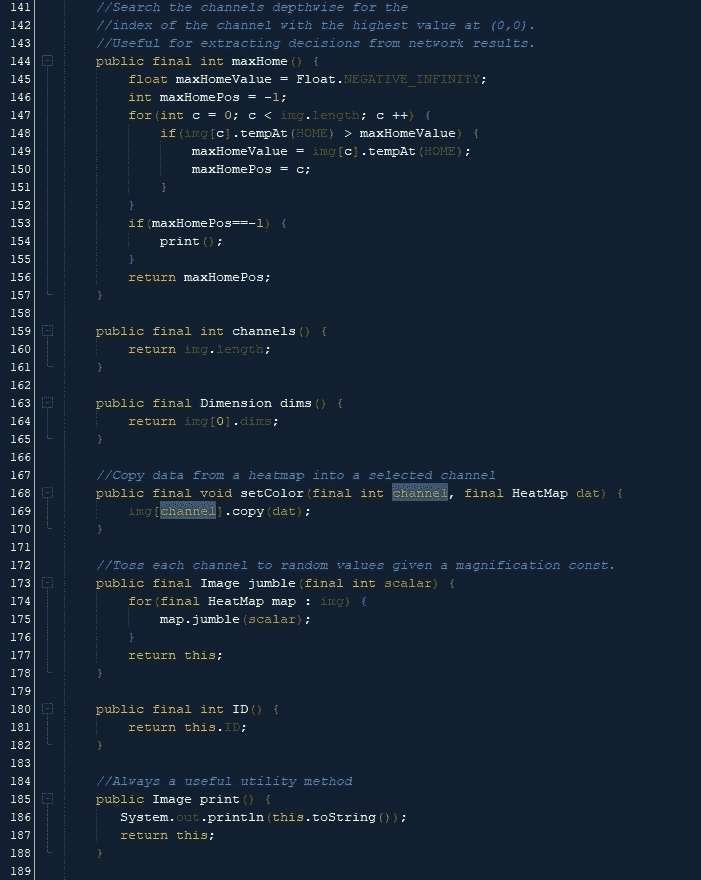 141 //Search the channels depthwise for the
142 //index of the channel with the highest value at (0,0).
143 //Useful for extracting decisions from network results.
144 public final int maxHome() {
145 float maxHomeValue = Float.NEGATIVE_INFINITY;
146 int maxHomePos = -1;
147 for(int c = 0; c < img.length; c ++) {
148 if(img[c].tempAt(HOME) > maxHomeValue) {
149 maxHomeValue = img[c].tempAt(HOME);
150 maxHomePos = c;
151 }
152 }
153 if(maxHomePos==-1) {
154 print();
155 }
156 return maxHomePos;
157 }
158
159 public final int channels() {
160 return img.length;
161 }
162
163 public final Dimension dims() {
164 return img[0].dims;
165 }
166
167 //Copy data from a heatmap into a selected channel
168 public final void setColor(final int channel, final HeatMap dat) {
169 img[channel].copy(dat);
170 }
171
172 //Toss each channel to random values given a magnification const.
173 public final Image jumble(final int scalar) {
174 for(final HeatMap map : img) {
175 map.jumble(scalar);
176 }
177 return this;
178 }
179
180 public final int ID() {
181 return this.ID;
182 }
183
184 //Always a useful utility method
185 public Image print() {
186 System.out.println(this.toString());
187 return this;
188 }
189